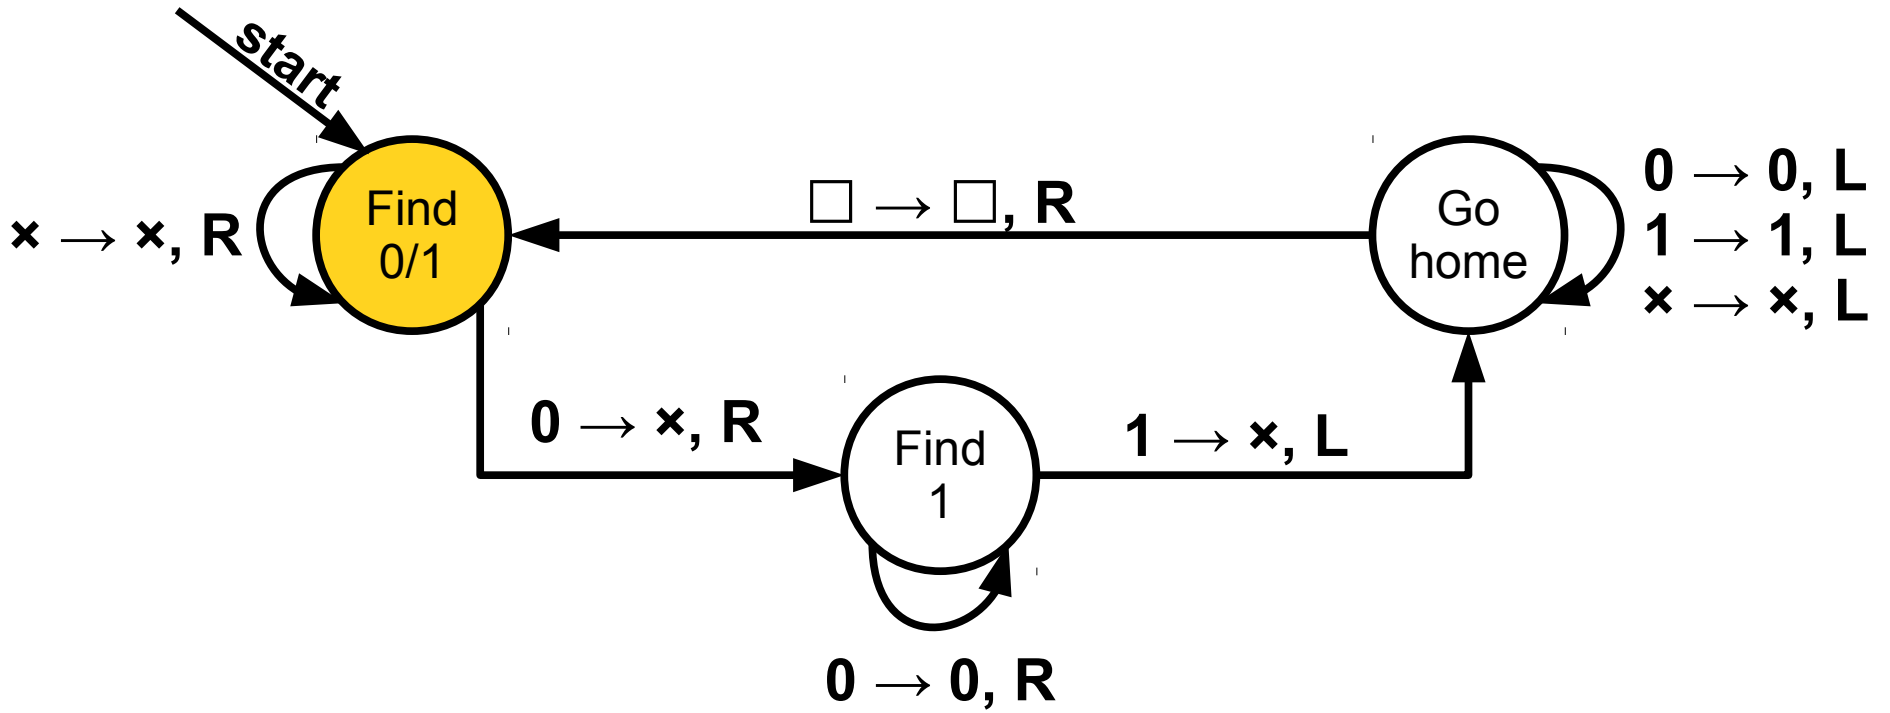 start
× → ×, R
Find
0/1
□ → □, R
Go
home
0 → 0, L
1 → 1, L
× → ×, L
0 → ×, R
Find
1
1 → ×, L
0 → 0, R